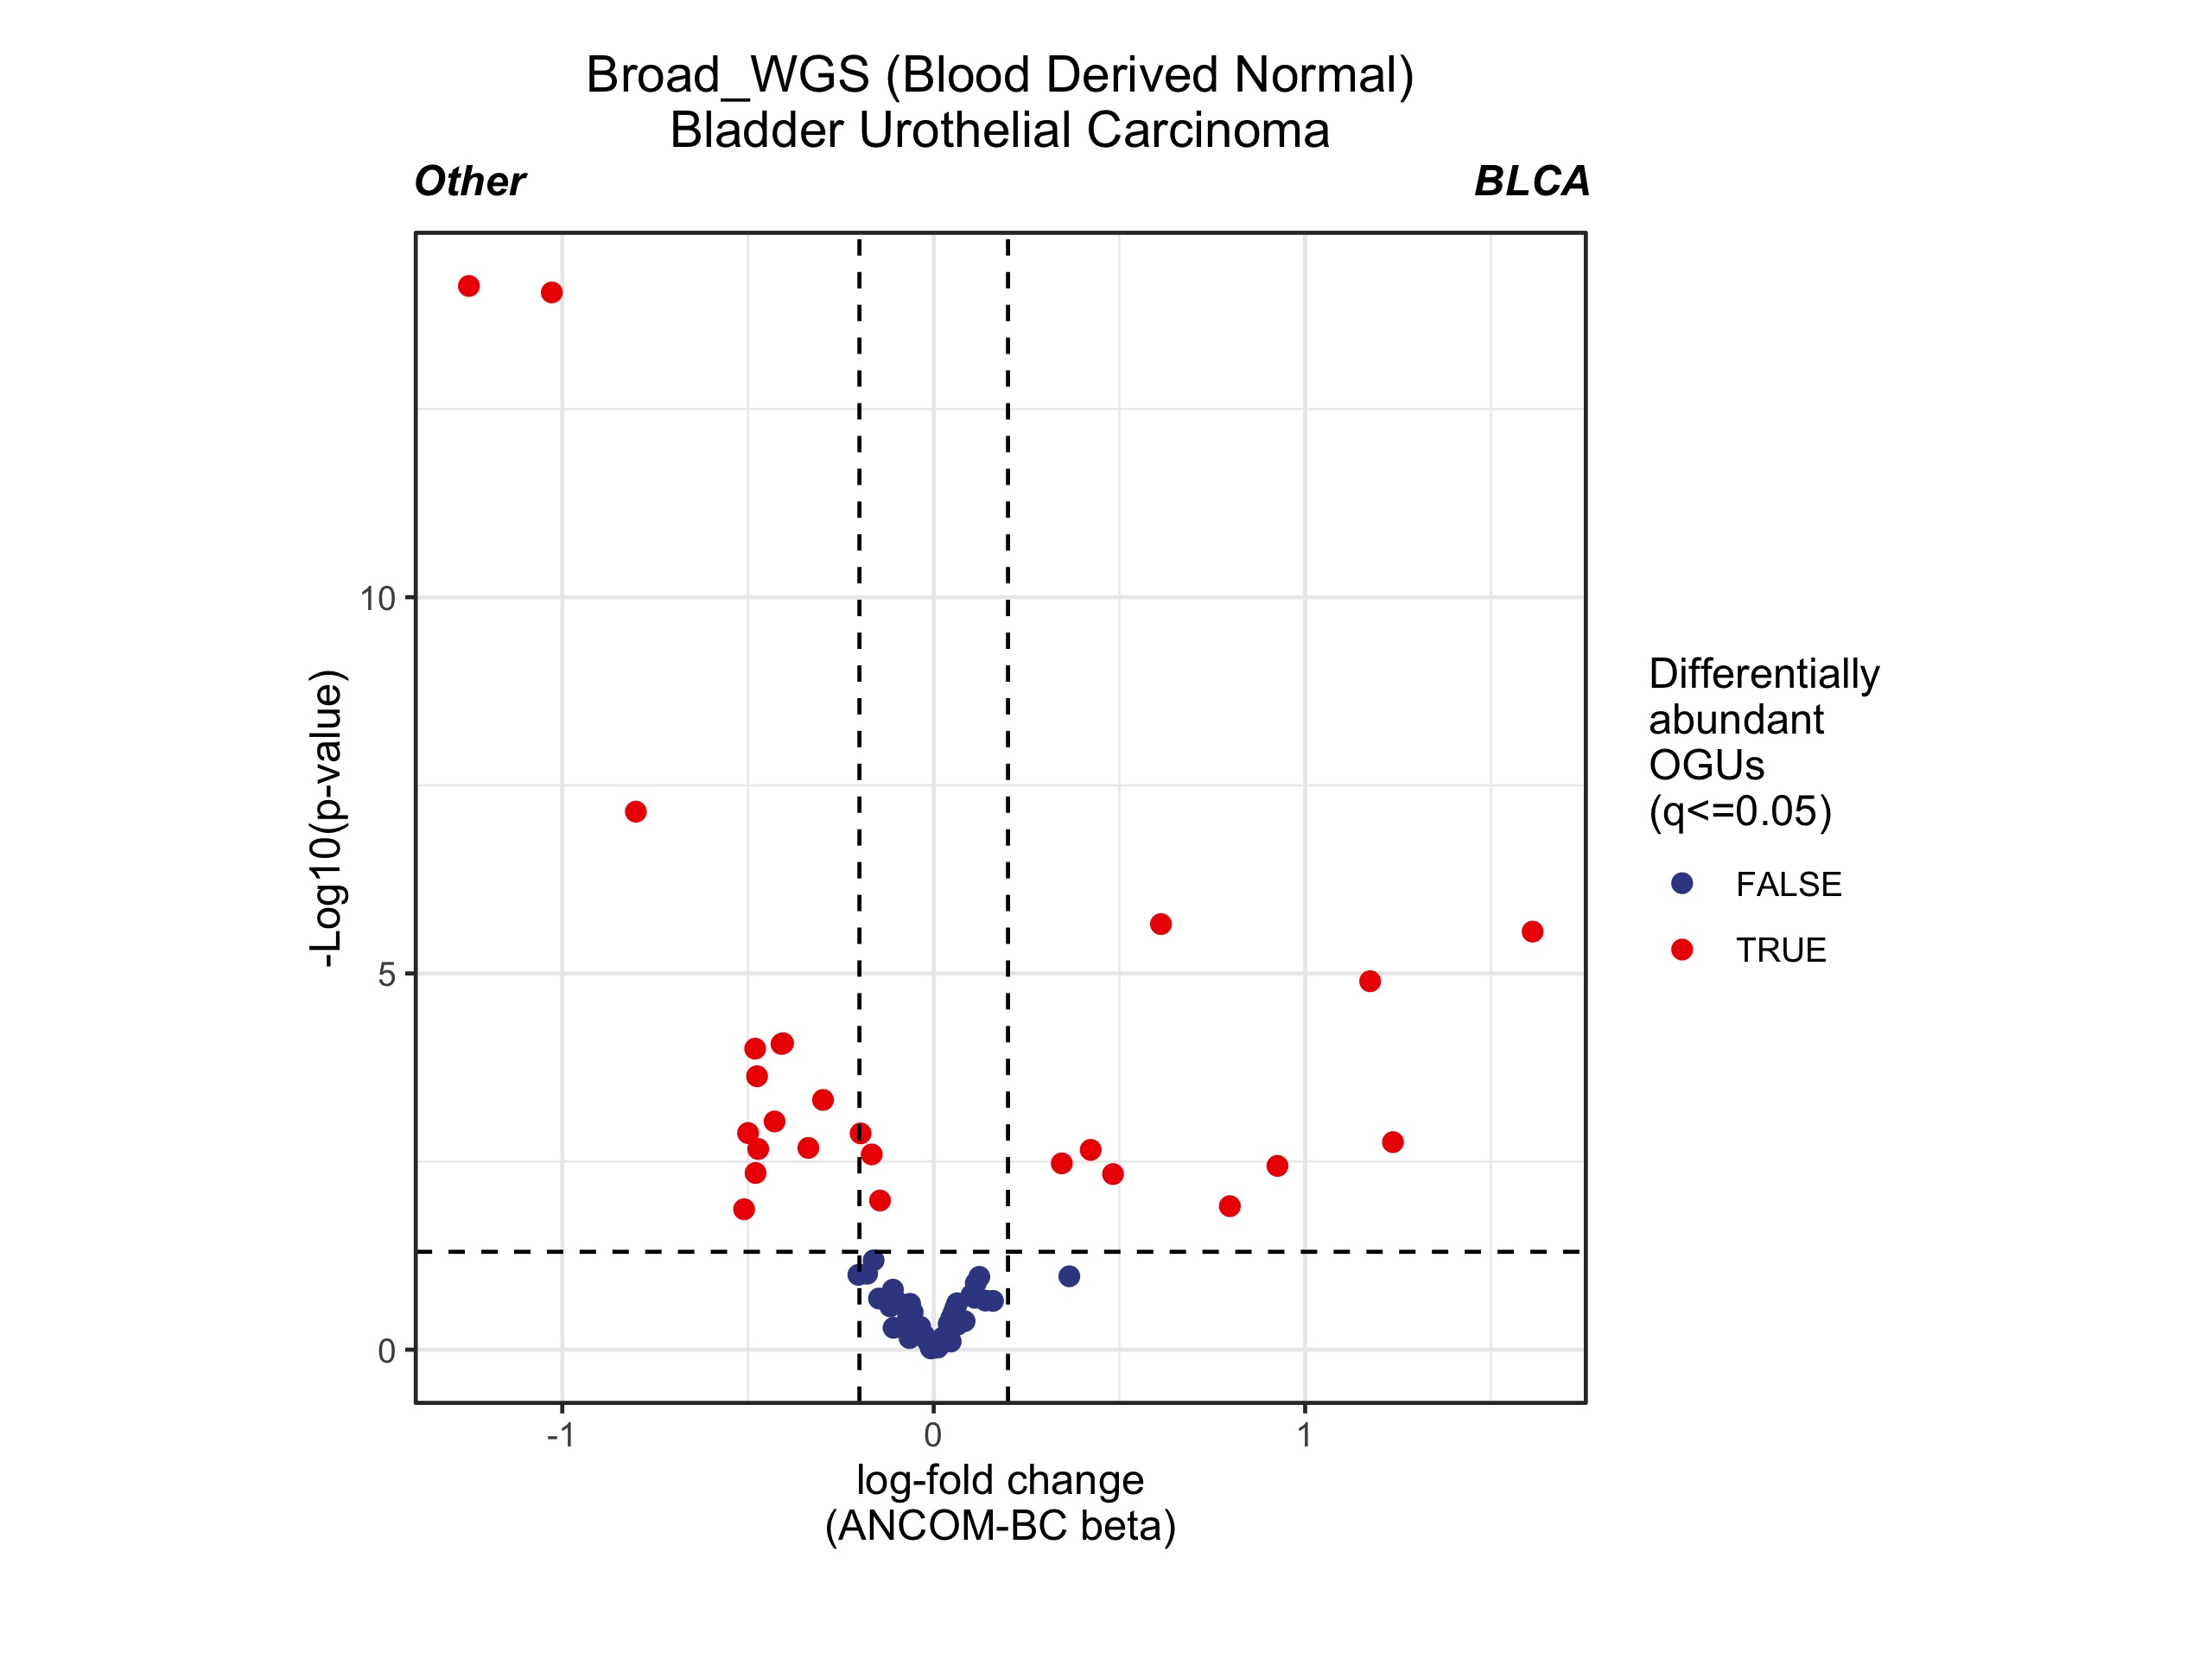 Broad_WGS (Blood Derived Normal)
Bladder Urothelial Carcinoma
Other
BLCA
10
5
0
-Log10(p-value)
-1
0
1
log-fold change
(ANCOM-BC beta)
Differentially
abundant
OGUs
(q<=0.05)
FALSE
TRUE